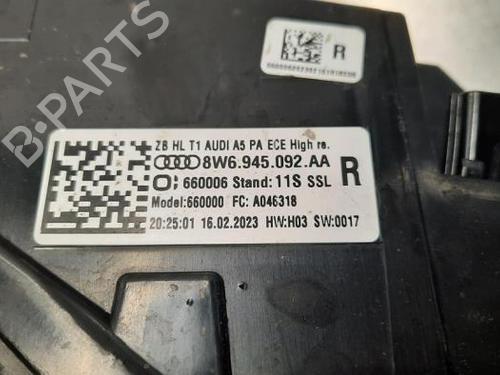 R
ZB HL T1 AUDI A5 PA ECE High re.
8W6.945.092.AA
660006 Stand: 11S SSL
R
Model:660000 FC: A046318
20:25:01 16.02.2023 HW:H03 SW:0017
B-PARTS